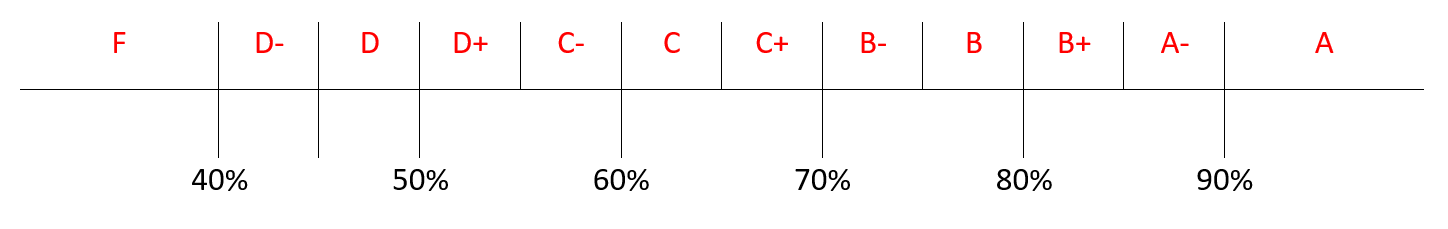 F D- D D+ C- C C+ B- B B+ A- A
40% 50% 60% 70% 80% 90%